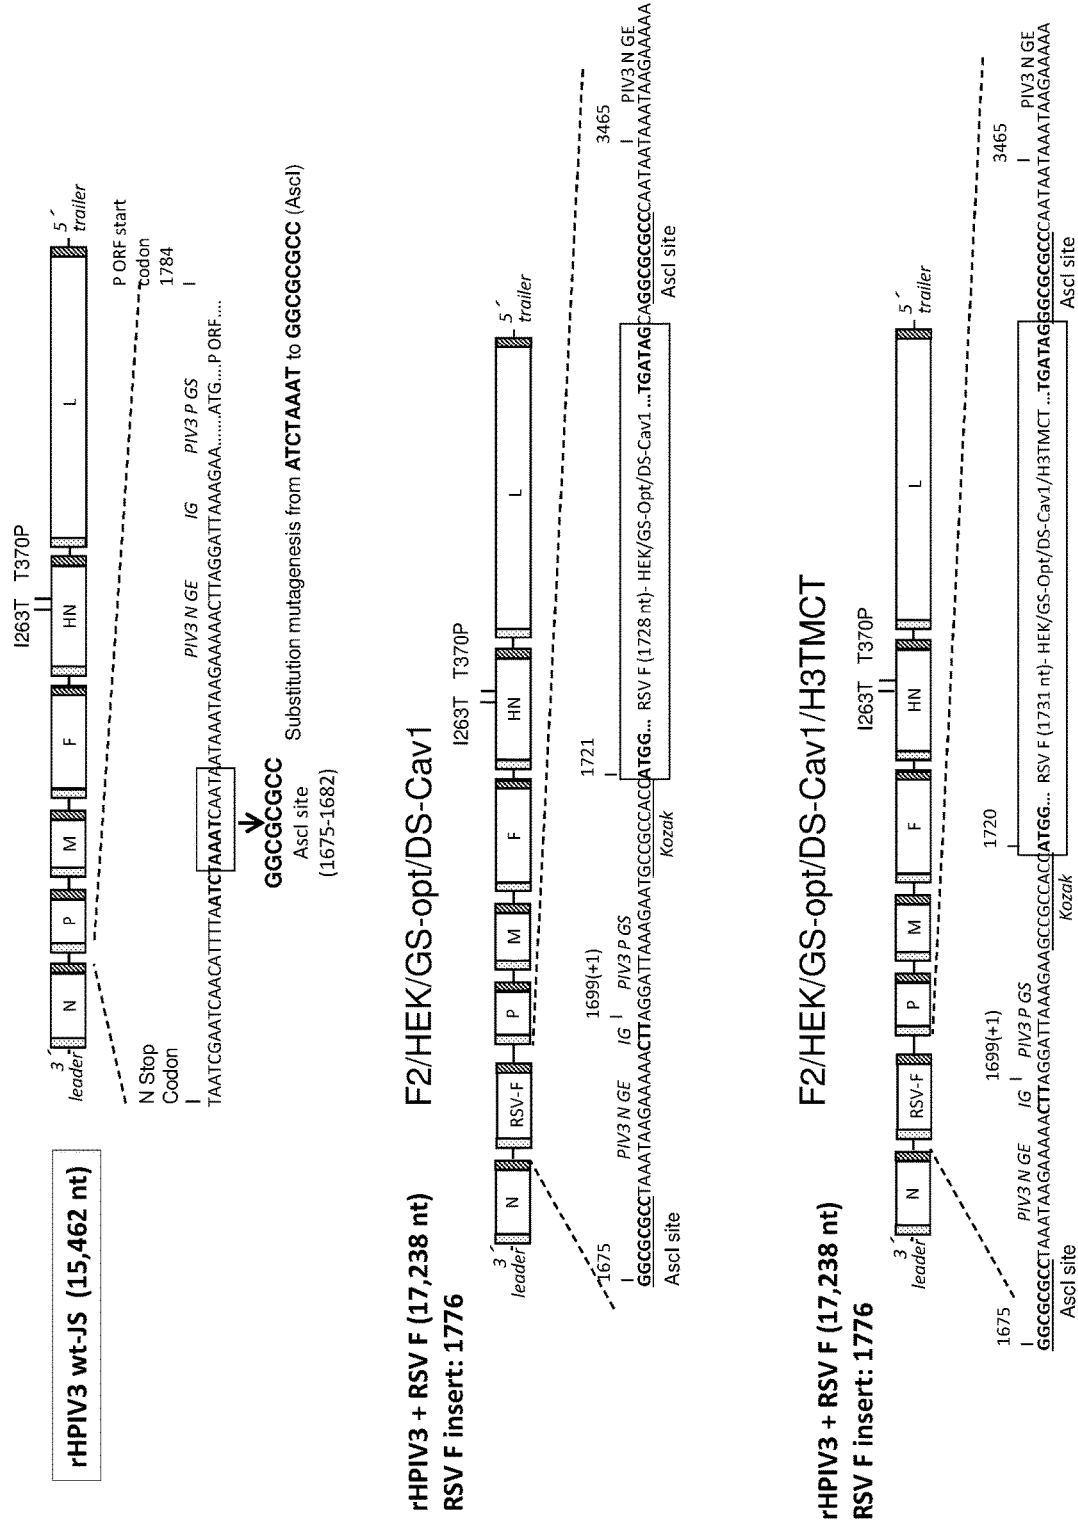 rHPIV3 wt-JS (15,462 nt)
I263T T370P
3´ leader
N
P
M
F
HN
L
5´ trailer
N Stop Codon
PIV3 N GE
IG
PIV3 P GS
P ORF start codon
1784
TAATCGAATCAACATTTTAATCTAAATCAATAATAAATAAGAAAAACTTAGGATTAAAGAA.......ATG....P ORF....
GGCGCGCC
AscI site
(1675-1682)
Substitution mutagenesis from ATCTAAAT to GGCGCGCC (AscI)
rHPIV3 + RSV F (17,238 nt)
RSV F insert: 1776
F2/HEK/GS-opt/DS-Cav1
I263T T370P
3´ leader
N
RSV-F
P
M
F
HN
L
5´ trailer
1675
PIV3 N GE
IG
1699(+1)
PIV3 P GS
1721
3465
PIV3 N GE
GGCGCGCCTAAATAAGAAAAACTTAGGATTAAAGAATGCCGCCACCATGG... RSV F (1728 nt)- HEK/GS-Opt/DS-Cav1 ...TGATAGCAGGCGCGCCCAATAATAAATAAGAAAAA
AscI site
Kozak
AscI site
rHPIV3 + RSV F (17,238 nt)
RSV F insert: 1776
F2/HEK/GS-opt/DS-Cav1/H3TMCT
I263T T370P
3´ leader
N
RSV-F
P
M
F
HN
L
5´ trailer
1675
PIV3 N GE
IG
1699(+1)
PIV3 P GS
1720
3465
PIV3 N GE
GGCGCGCCTAAATAAGAAAAACTTAGGATTAAAGAAGCCGCCACCATGG... RSV F (1731 nt)- HEK/GS-Opt/DS-Cav1/H3TMCT ...TGATAGGGCGCGCCCAATAATAAATAAGAAAAA
AscI site
Kozak
AscI site